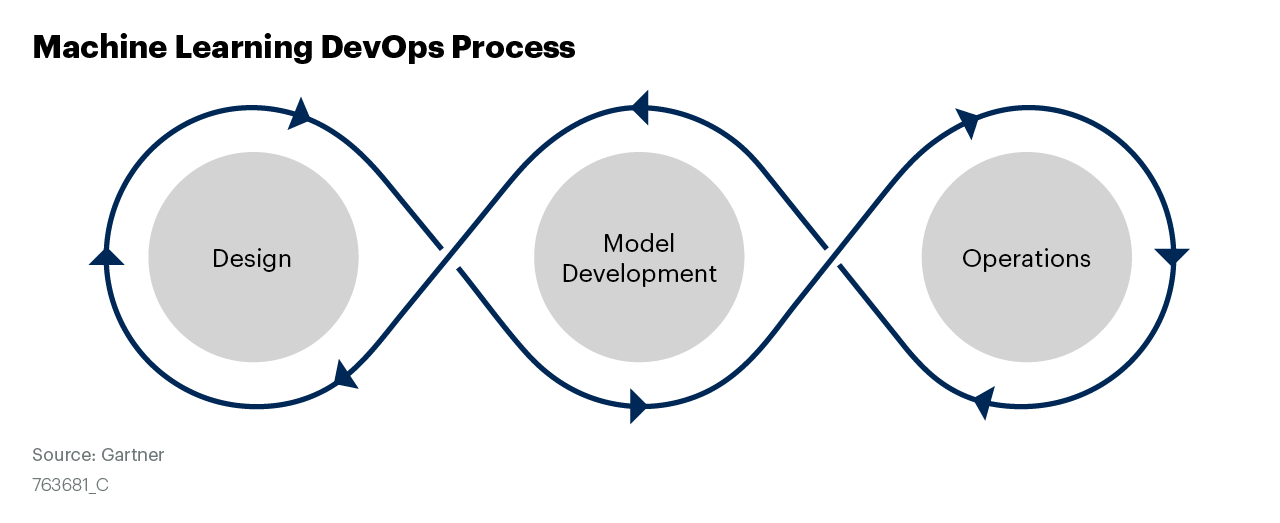 Machine Learning DevOps Process
Design
Model
Development
Operations
Source: Gartner
763681_C